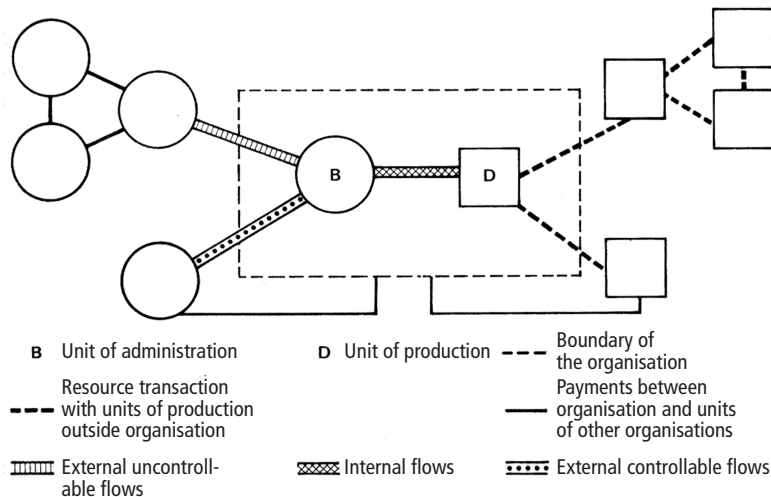 B
D
B Unit of administration
D Unit of production
Boundary of
the organisation
Resource transaction
with units of production
outside organisation
Payments between
organisation and units
of other organisations
External uncontroll-
able flows
Internal flows
External controllable flows